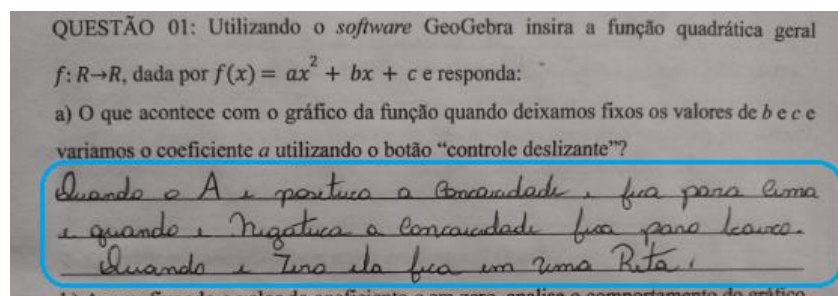 QUESTÃO 01: Utilizando o software GeoGebra insira a função quadrática geral
f: R→R, dada por f(x) = ax² + bx + c e responda:
a) O que acontece com o gráfico da função quando deixamos fixos os valores de b e c e
variamos o coeficiente a utilizando o botão “controle deslizante”?
Quando o A e positivo a Concavidade, fica para Cima
e quando e Negativa a Concavidade fica para baixo.
Quando e Zero ela fica em uma Reta.